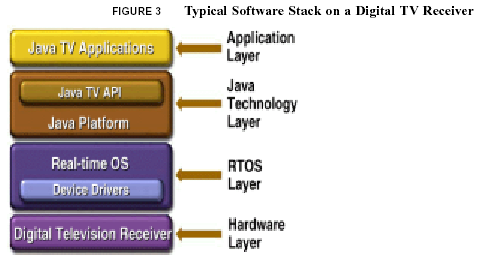 FIGURE 3 Typical Software Stack on a Digital TV Receiver
Java TV Applications
Application
Layer
Java TV API
Java Platform
Java
Technology
Layer
Real-time OS
Device Drivers
RTOS
Layer
Digital Television Receiver
Hardware
Layer